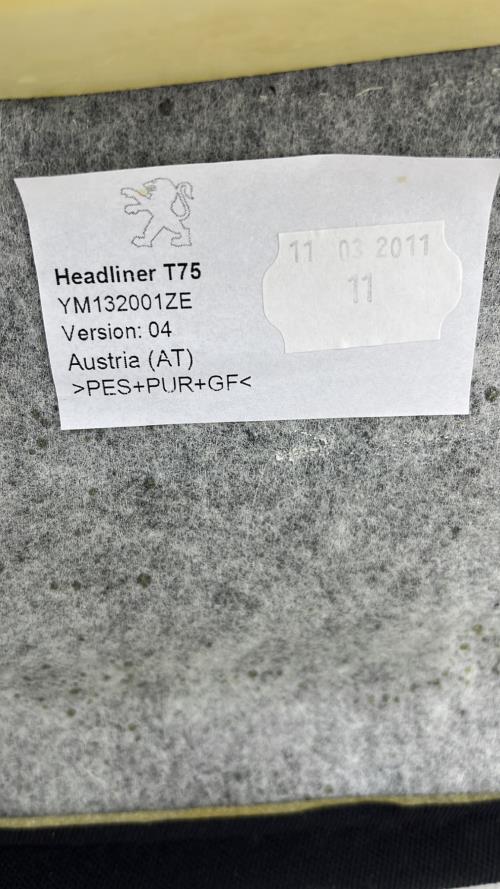 Headliner T75
YM132001ZE
Version: 04
Austria (AT)
>PES+PUR+GF<
11 03 2011
11